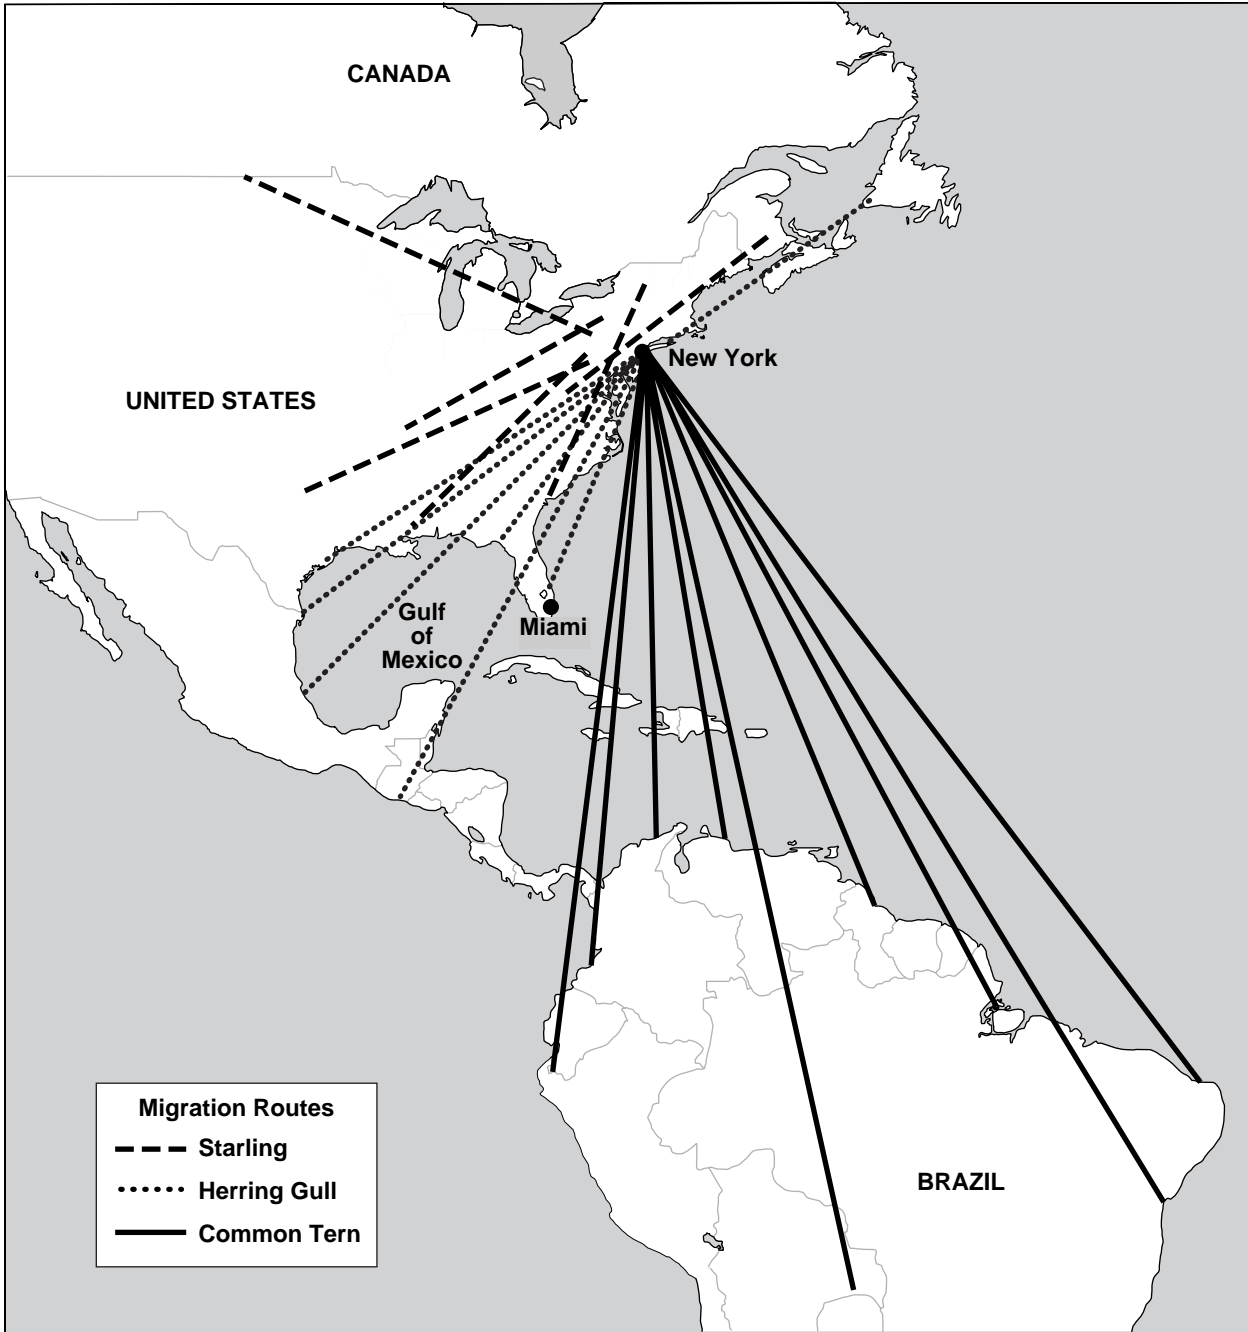 CANADA
New York
UNITED STATES
Gulf
of
Mexico
Miami
Migration Routes
Starling
Herring Gull
Common Tern
BRAZIL